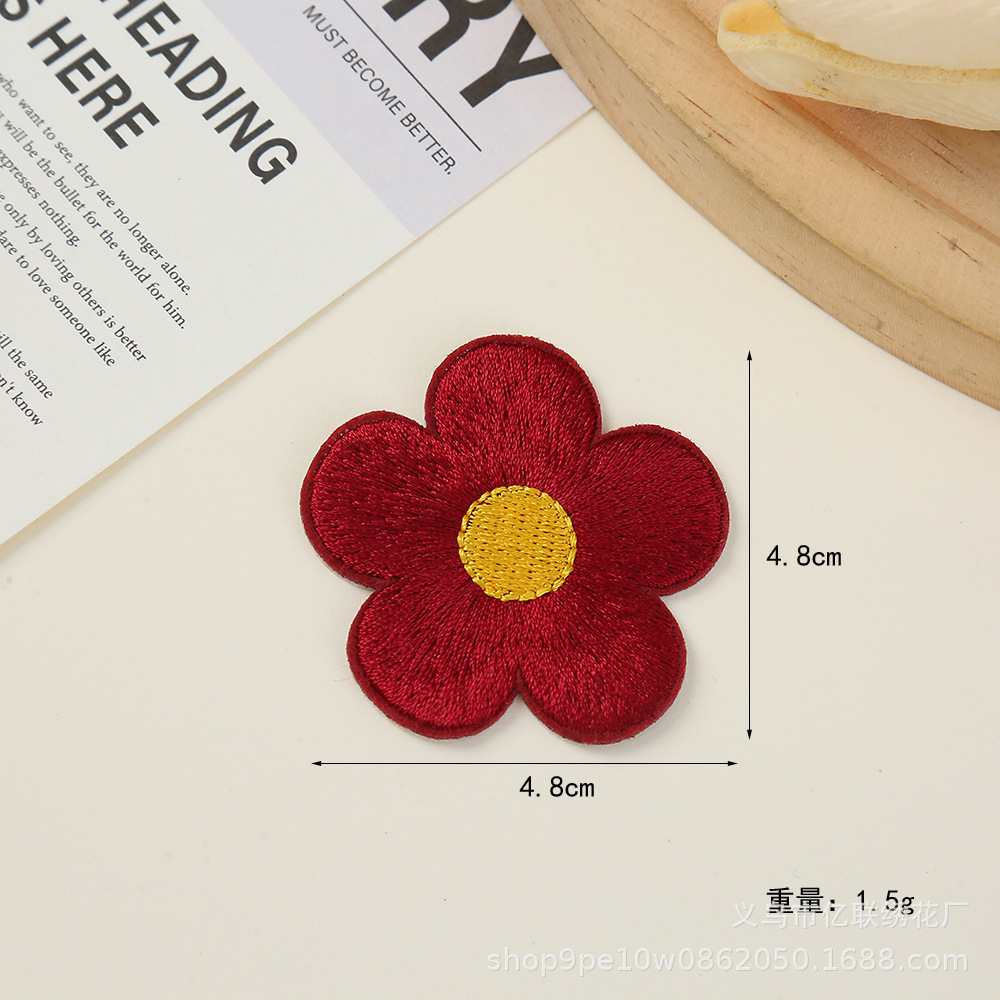 HEADING
S HERE
who want to see, they are no longer alone.
will be the bullet for the world for him.
expresses nothing.
only by loving others is better
dare to love someone like
ill the same
n't know
RY
MUST BECOME BETTER.
4.8cm
4.8cm
重量：1.5g
义乌市亿联绣花厂
shop9pe10w0862050.1688.com